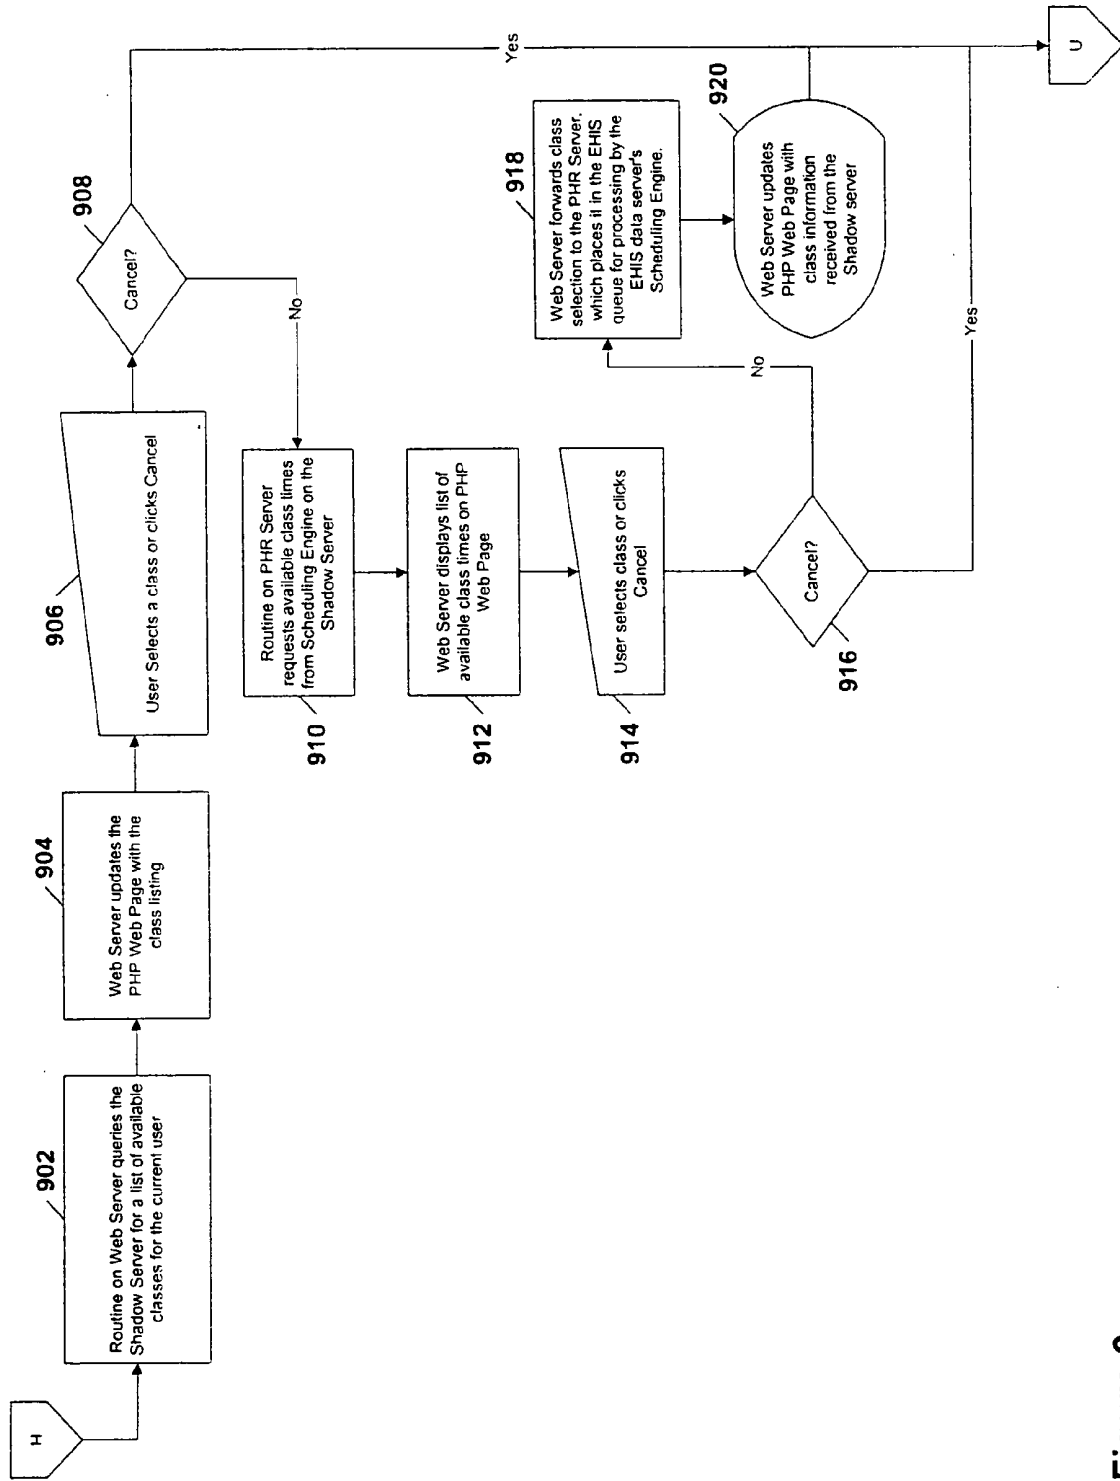 H
902
Routine on Web Server queries the
Shadow Server for a list of available
classes for the current user
904
Web Server updates the
PHP Web Page with the
class listing
906
User Selects a class or clicks Cancel
908
Cancel?
Yes
No
910
Routine on PHR Server
requests available class times
from Scheduling Engine on the
Shadow Server
912
Web Server displays list of
available class times on PHP
Web Page
914
User selects class or clicks
Cancel
916
Cancel?
No
Yes
918
Web Server forwards class
selection to the PHR Server,
which places it in the EHIS
queue for processing by the
EHIS data server's
Scheduling Engine.
920
Web Server updates
PHP Web Page with
class information
received from the
Shadow server
U